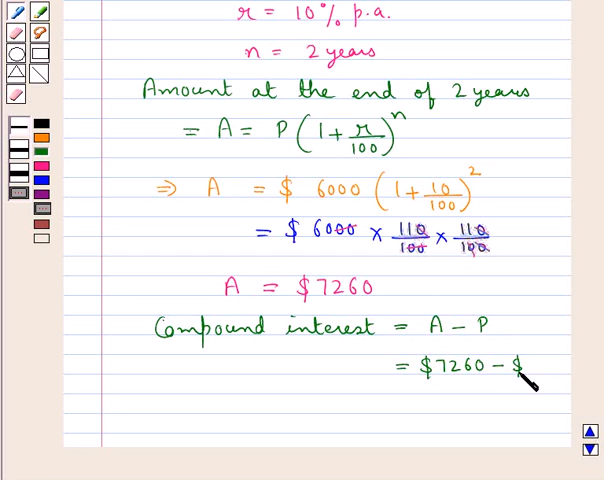 r = 10% p.a.
n = 2 years
Amount at the end of 2 years
= A = P (1 + r/100)^n
⇒ A = $ 6000 (1 + 10/100)^2
= $ 6000 × 110/100 × 110/100
A = $7260
Compound interest = A - P
= $7260 - $